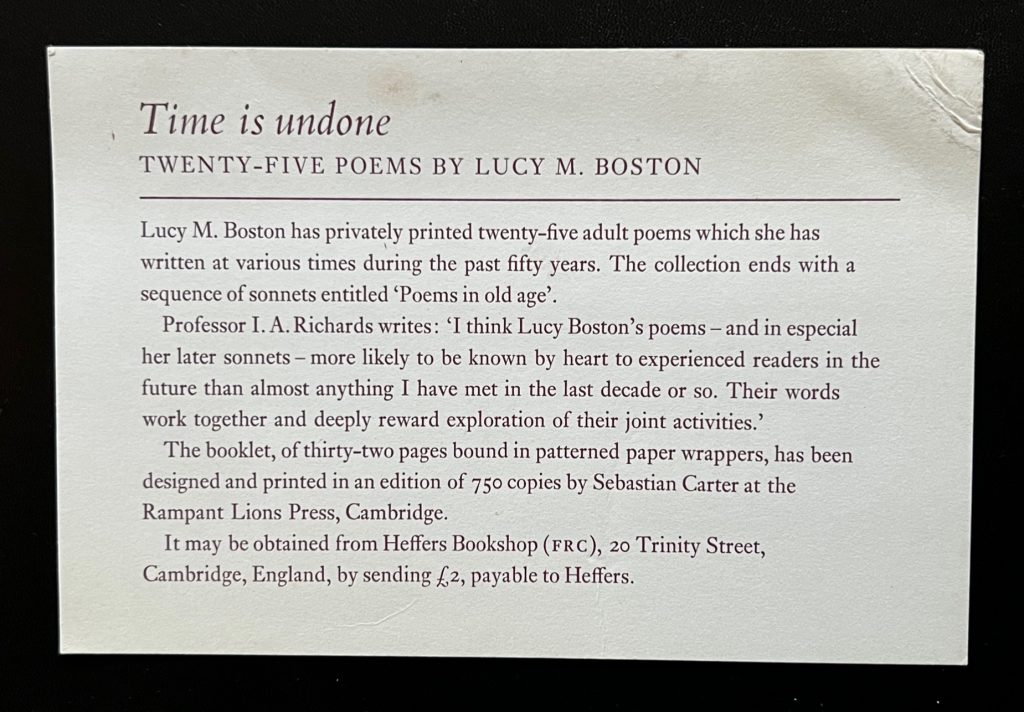 Time is undone
TWENTY-FIVE POEMS BY LUCY M. BOSTON
Lucy M. Boston has privately printed twenty-five adult poems which she has
written at various times during the past fifty years. The collection ends with a
sequence of sonnets entitled ‘Poems in old age’.
Professor I. A. Richards writes: ‘I think Lucy Boston’s poems – and in especial
her later sonnets – more likely to be known by heart to experienced readers in the
future than almost anything I have met in the last decade or so. Their words
work together and deeply reward exploration of their joint activities.’
The booklet, of thirty-two pages bound in patterned paper wrappers, has been
designed and printed in an edition of 750 copies by Sebastian Carter at the
Rampant Lions Press, Cambridge.
It may be obtained from Heffers Bookshop (FRC), 20 Trinity Street,
Cambridge, England, by sending £2, payable to Heffers.